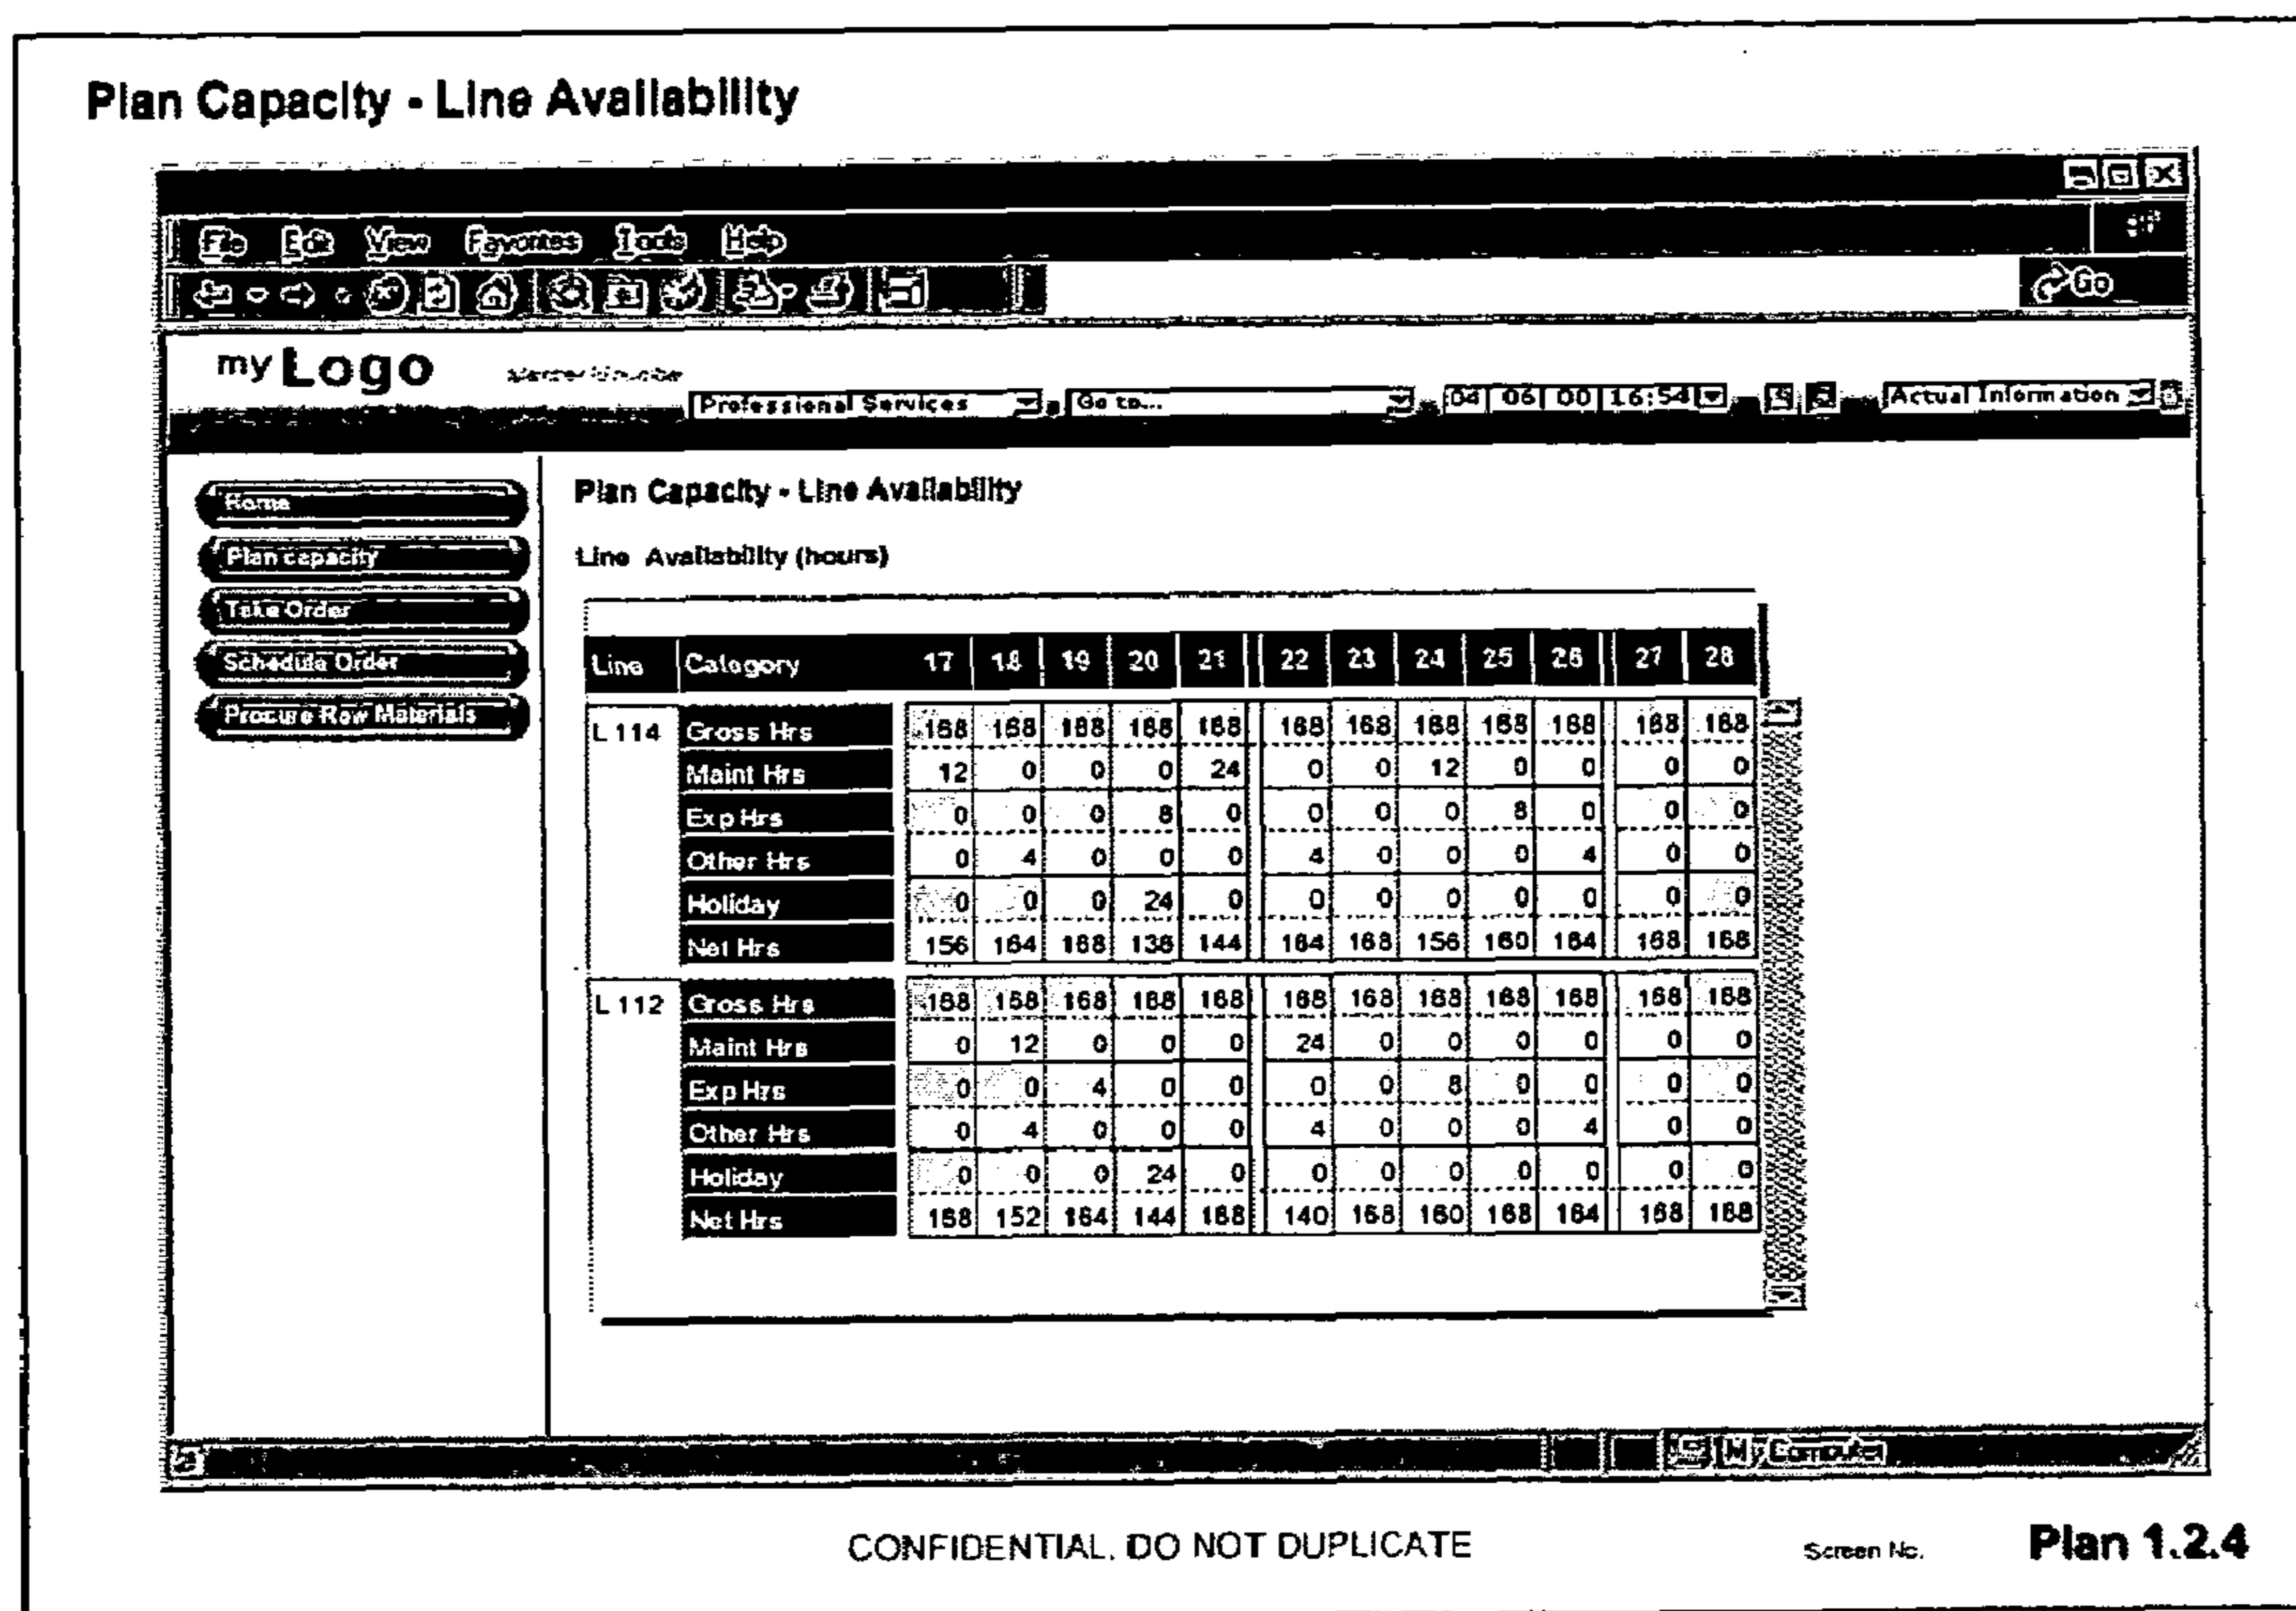 Plan Capacity - Line Availability
File Edit View Favorites Tools Help
Go
my Logo
Professional Services Go to... 04 06 00 16:54 Actual Information
Home
Plan capacity
Take Order
Schedule Order
Procure Raw Materials
Plan Capacity - Line Availability
Line Availability (hours)
Line Category 17 18 19 20 21 22 23 24 25 26 27 28
L 114 Gross Hrs 168 168 168 168 168 168 168 168 168 168 168 168
Maint Hrs 12 0 0 0 24 0 0 12 0 0 0 0
Exp Hrs 0 0 0 8 0 0 0 0 8 0 0 0
Other Hrs 0 4 0 0 0 4 0 0 0 4 0 0
Holiday 0 0 0 24 0 0 0 0 0 0 0 0
Net Hrs 156 164 168 136 144 164 168 156 160 164 168 168
L 112 Gross Hrs 168 168 168 168 168 168 168 168 168 168 168 168
Maint Hrs 0 12 0 0 0 24 0 0 0 0 0 0
Exp Hrs 0 0 4 0 0 0 0 8 0 0 0 0
Other Hrs 0 4 0 0 0 4 0 0 0 4 0 0
Holiday 0 0 0 24 0 0 0 0 0 0 0 0
Net Hrs 168 152 164 144 168 140 168 160 168 164 168 168
My Computer
CONFIDENTIAL. DO NOT DUPLICATE
Screen No. Plan 1.2.4